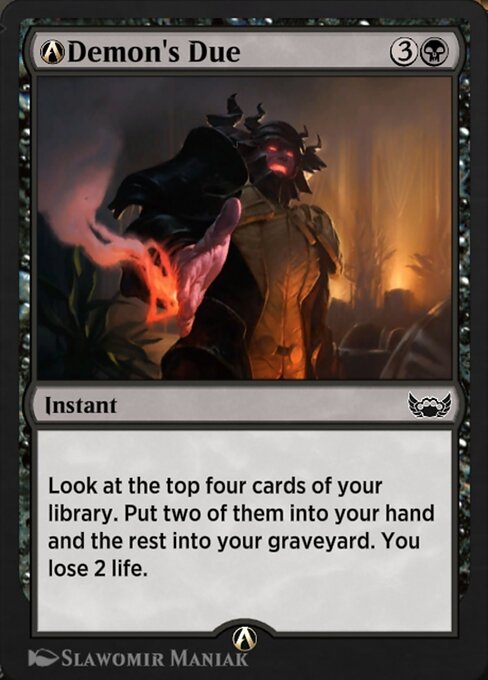 Demon's Due 3
Instant
Look at the top four cards of your
library. Put two of them into your hand
and the rest into your graveyard. You
lose 2 life.
Slawomir Maniak